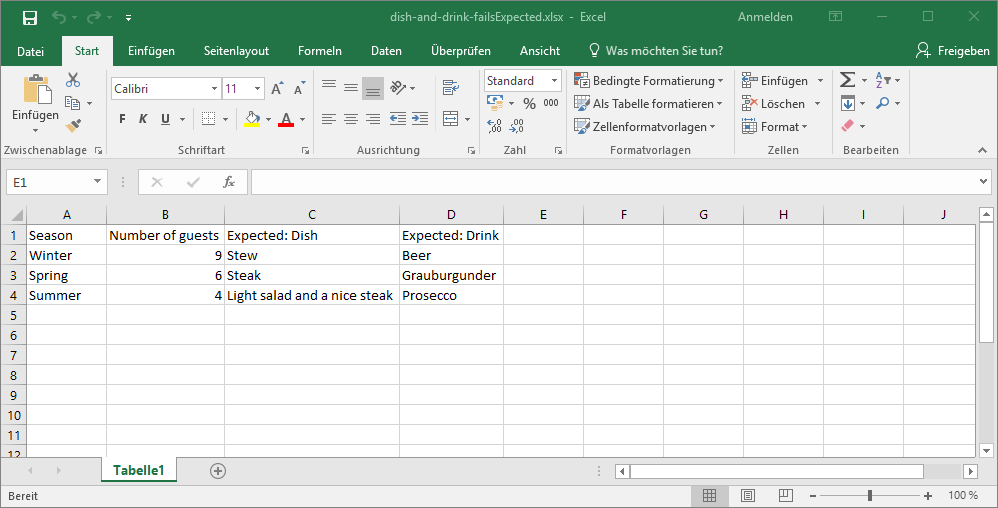 dish-and-drink-failsExpected.xlsx - Excel
Anmelden
Datei Start Einfügen Seitenlayout Formeln Daten Überprüfen Ansicht Was möchten Sie tun? Freigeben
Einfügen
Calibri 11
F K U
Standard
% 000
Bedingte Formatierung
Als Tabelle formatieren
Zellenformatvorlagen
Einfügen
Löschen
Format
Zwischenablage Schriftart Ausrichtung Zahl Formatvorlagen Zellen Bearbeiten
E1 fx
A B C D E F G H I J
1 Season Number of guests Expected: Dish Expected: Drink
2 Winter 9 Stew Beer
3 Spring 6 Steak Grauburgunder
4 Summer 4 Light salad and a nice steak Prosecco
5
6
7
8
9
10
11
12
Tabelle1
Bereit 100 %